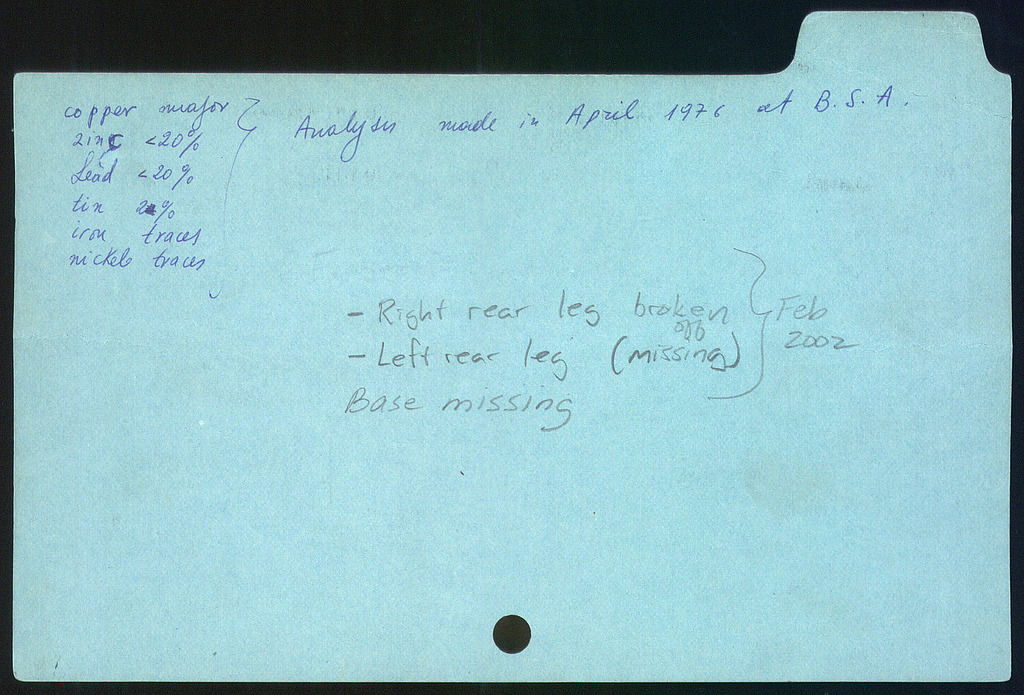 copper major
zinc <20%
Lead <20%
tin 2%
iron traces
nickel traces
Analysis made in April 1976 at B.S.A.
- Right rear leg broken off
- Left rear leg (missing)
Base missing
Feb
2002